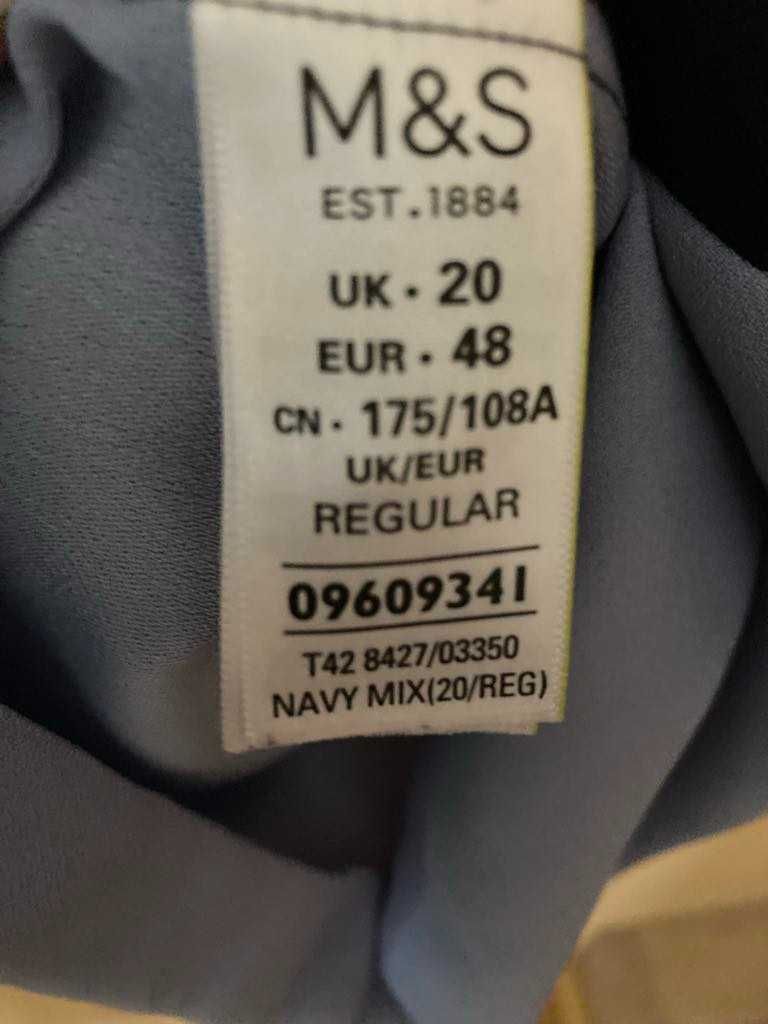 M&S
EST.1884
UK • 20
EUR • 48
CN • 175/108A
UK/EUR
REGULAR
09609341
T42 8427/03350
NAVY MIX(20/REG)